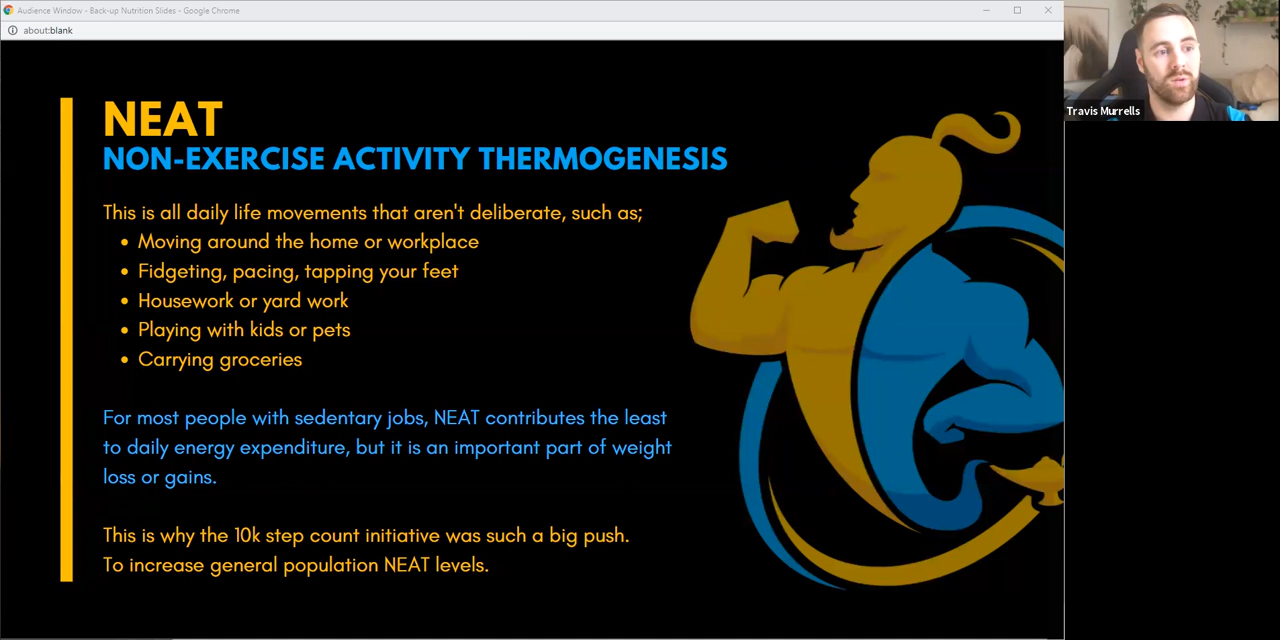 Audience Window - Back-up Nutrition Slides - Google Chrome
about:blank
Travis Murrells
NEAT
NON-EXERCISE ACTIVITY THERMOGENESIS
This is all daily life movements that aren't deliberate, such as;
• Moving around the home or workplace
• Fidgeting, pacing, tapping your feet
• Housework or yard work
• Playing with kids or pets
• Carrying groceries
For most people with sedentary jobs, NEAT contributes the least
to daily energy expenditure, but it is an important part of weight
loss or gains.
This is why the 10k step count initiative was such a big push.
To increase general population NEAT levels.